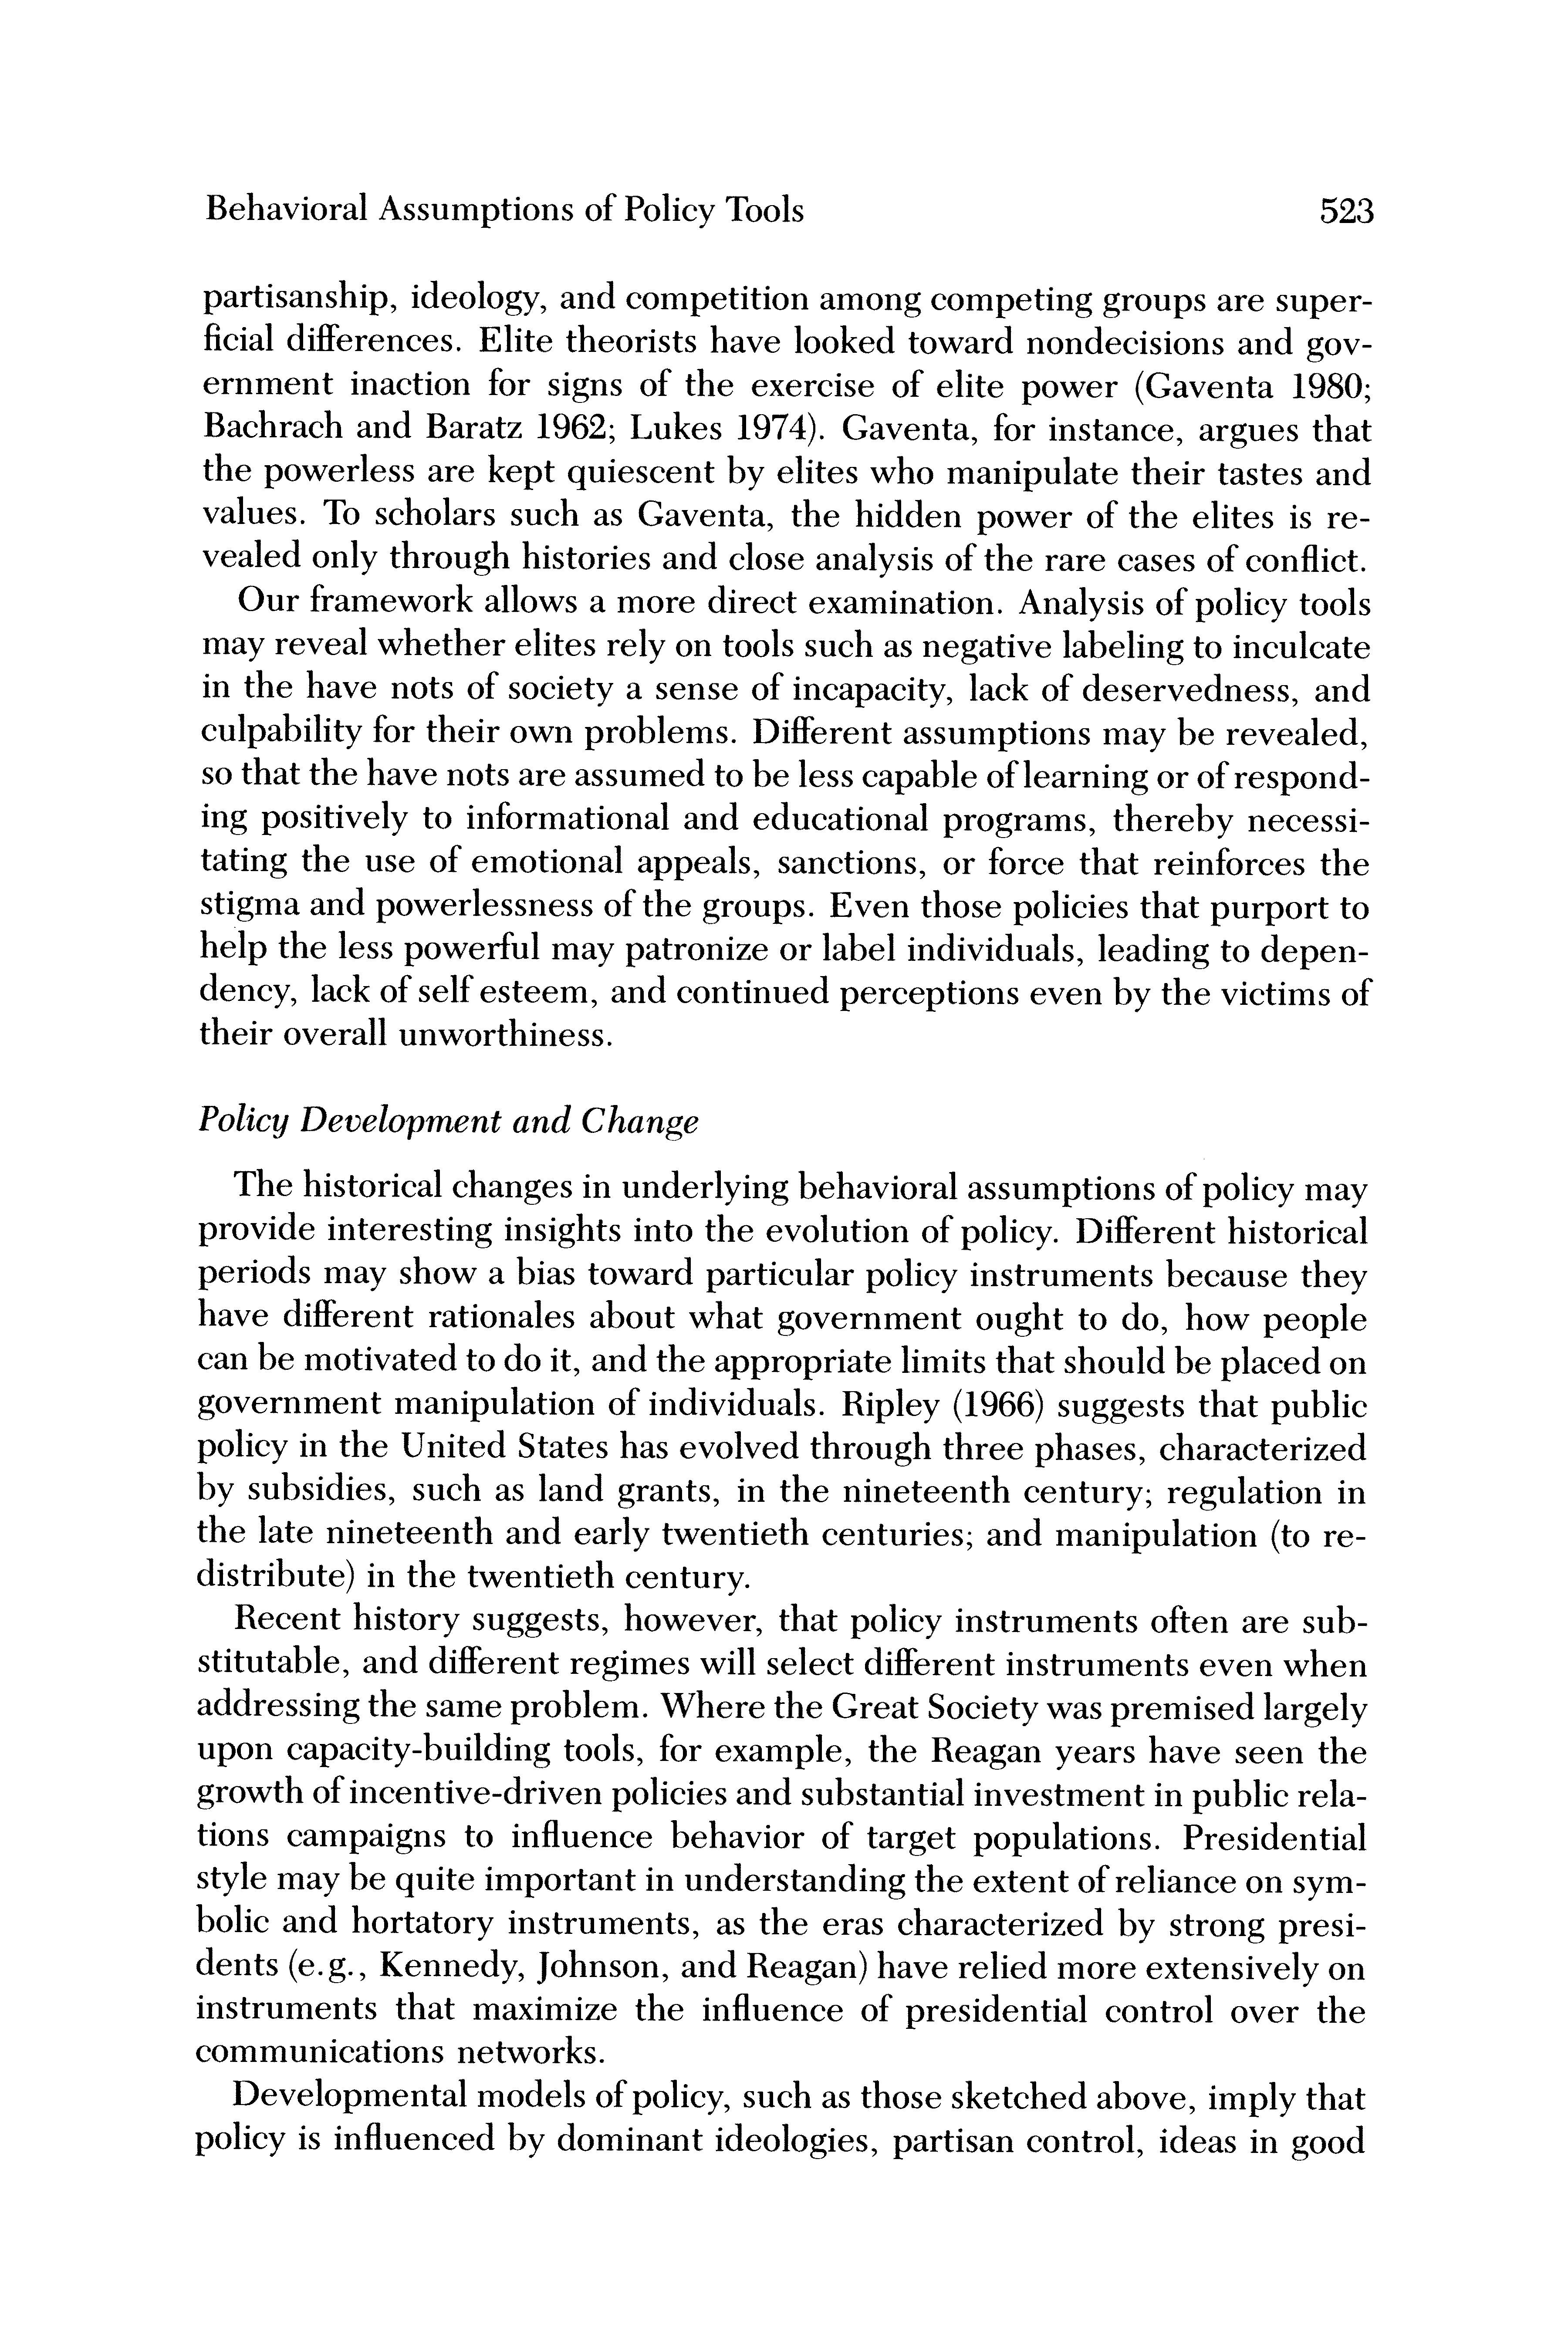 Behavioral Assumptions of Policy Tools 523
partisanship, ideology, and competition among competing groups are super-
ficial differences. Elite theorists have looked toward nondecisions and gov-
ernment inaction for signs of the exercise of elite power (Gaventa 1980;
Bachrach and Baratz 1962; Lukes 1974). Gaventa, for instance, argues that
the powerless are kept quiescent by elites who manipulate their tastes and
values. To scholars such as Gaventa, the hidden power of the elites is re-
vealed only through histories and close analysis of the rare cases of conflict.
Our framework allows a more direct examination. Analysis of policy tools
may reveal whether elites rely on tools such as negative labeling to inculcate
in the have nots of society a sense of incapacity, lack of deservedness, and
culpability for their own problems. Different assumptions may be revealed,
so that the have nots are assumed to be less capable of learning or of respond-
ing positively to informational and educational programs, thereby necessi-
tating the use of emotional appeals, sanctions, or force that reinforces the
stigma and powerlessness of the groups. Even those policies that purport to
help the less powerful may patronize or label individuals, leading to depen-
dency, lack of self esteem, and continued perceptions even by the victims of
their overall unworthiness.
Policy Development and Change
The historical changes in underlying behavioral assumptions of policy may
provide interesting insights into the evolution of policy. Different historical
periods may show a bias toward particular policy instruments because they
have different rationales about what government ought to do, how people
can be motivated to do it, and the appropriate limits that should be placed on
government manipulation of individuals. Ripley (1966) suggests that public
policy in the United States has evolved through three phases, characterized
by subsidies, such as land grants, in the nineteenth century; regulation in
the late nineteenth and early twentieth centuries; and manipulation (to re-
distribute) in the twentieth century.
Recent history suggests, however, that policy instruments often are sub-
stitutable, and different regimes will select different instruments even when
addressing the same problem. Where the Great Society was premised largely
upon capacity-building tools, for example, the Reagan years have seen the
growth of incentive-driven policies and substantial investment in public rela-
tions campaigns to influence behavior of target populations. Presidential
style may be quite important in understanding the extent of reliance on sym-
bolic and hortatory instruments, as the eras characterized by strong presi-
dents (e.g., Kennedy, Johnson, and Reagan) have relied more extensively on
instruments that maximize the influence of presidential control over the
communications networks.
Developmental models of policy, such as those sketched above, imply that
policy is influenced by dominant ideologies, partisan control, ideas in good